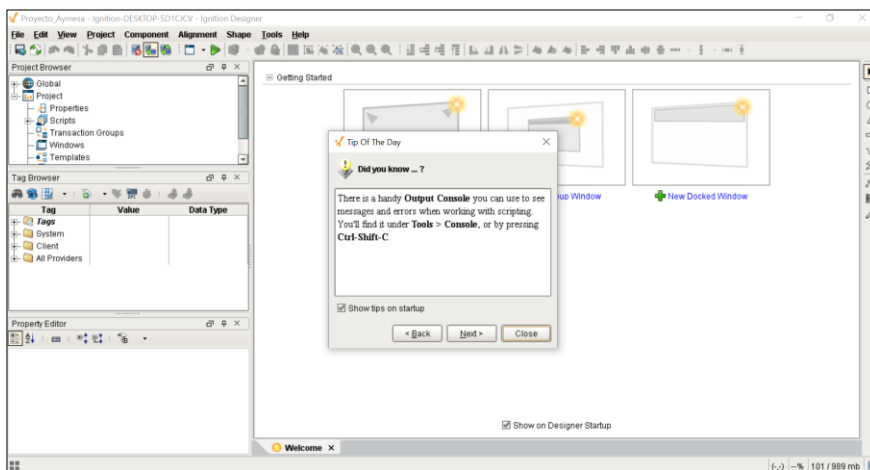 Proyecto_Aymesa - Ignition-DESKTOP-5D1CJCV - Ignition Designer
File Edit View Project Component Alignment Shape Tools Help
Project Browser
Global
Project
Properties
Scripts
Transaction Groups
Windows
Templates
Tag Browser
Tag Value Data Type
Tags
System
Client
All Providers
Property Editor
Getting Started
Tip Of The Day
Did you know ... ?
There is a handy Output Console you can use to see
messages and errors when working with scripting.
You'll find it under Tools > Console, or by pressing
Ctrl-Shift-C.
Show tips on startup
< Back Next > Close
up Window
New Docked Window
Show on Designer Startup
Welcome
(-,-) --% 101 / 989 mb